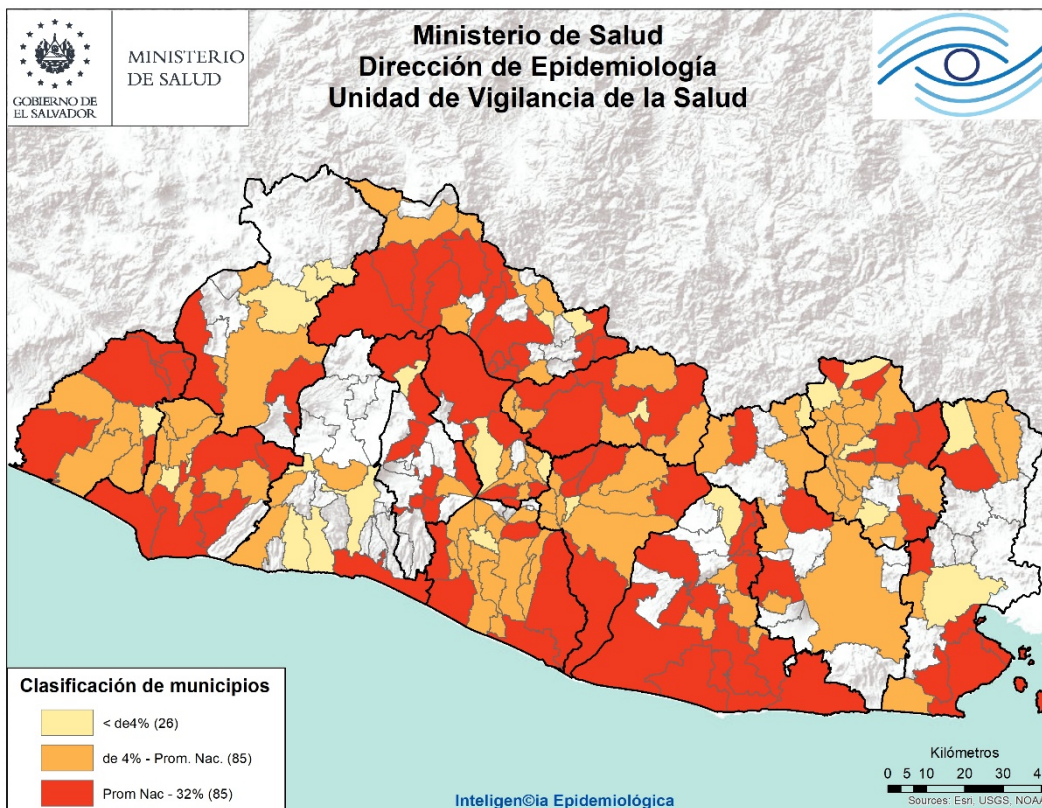 GOBIERNO DE
EL SALVADOR
MINISTERIO
DE SALUD
Ministerio de Salud
Dirección de Epidemiología
Unidad de Vigilancia de la Salud
Clasificación de municipios
< de4% (26)
de 4% - Prom. Nac. (85)
Prom Nac - 32% (85)
Inteligen©ia Epidemiológica
Kilómetros
0 5 10 20 30 4
Sources: Esri, USGS, NOAA